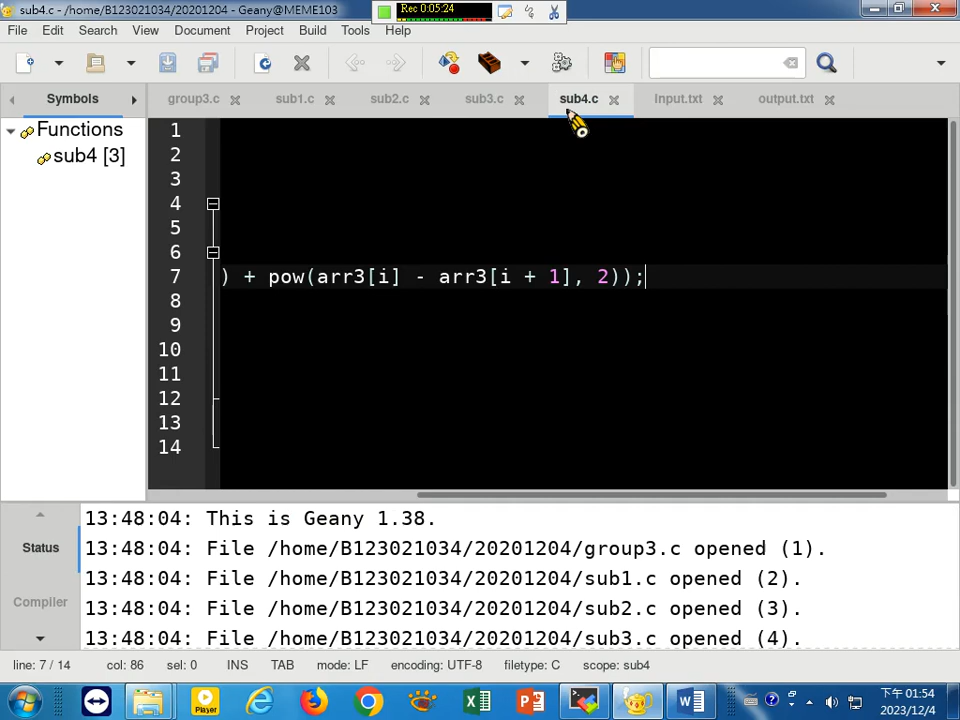 sub4.c - /home/B123021034/20201204 - Geany@MEME103
Rec 0:05:24
File Edit Search View Document Project Build Tools Help
Symbols
group3.c sub1.c sub2.c sub3.c sub4.c input.txt output.txt
Functions
sub4 [3]
1
2
3
4
5
6
7 ) + pow(arr3[i] - arr3[i + 1], 2));
8
9
10
11
12
13
14
Status
Compiler
13:48:04: This is Geany 1.38.
13:48:04: File /home/B123021034/20201204/group3.c opened (1).
13:48:04: File /home/B123021034/20201204/sub1.c opened (2).
13:48:04: File /home/B123021034/20201204/sub2.c opened (3).
13:48:04: File /home/B123021034/20201204/sub3.c opened (4).
line: 7 / 14 col: 86 sel: 0 INS TAB mode: LF encoding: UTF-8 filetype: C scope: sub4
Player
下午 01:54
2023/12/4